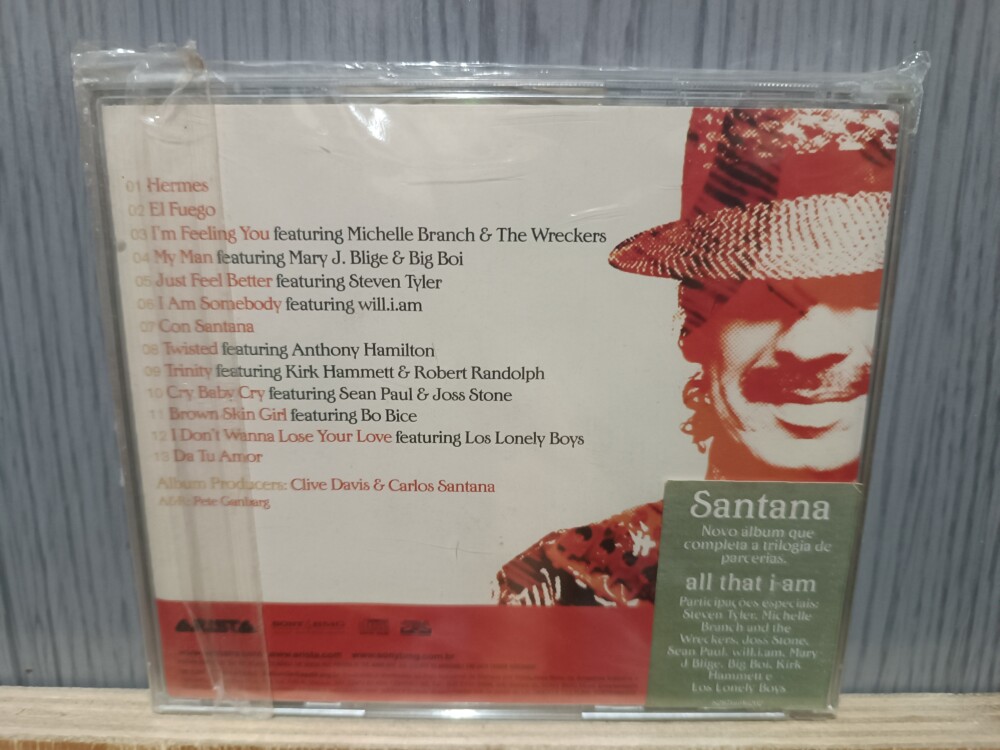 01 Hermes
02 El Fuego
03 I'm Feeling You featuring Michelle Branch & The Wreckers
04 My Man featuring Mary J. Blige & Big Boi
05 Just Feel Better featuring Steven Tyler
06 I Am Somebody featuring will.i.am
07 Con Santana
08 Twisted featuring Anthony Hamilton
09 Trinity featuring Kirk Hammett & Robert Randolph
10 Cry Baby Cry featuring Sean Paul & Joss Stone
11 Brown Skin Girl featuring Bo Bice
12 I Don't Wanna Lose Your Love featuring Los Lonely Boys
13 Da Tu Amor
Album Producers: Clive Davis & Carlos Santana
A&R: Pete Ganbarg
ARISTA
Santana
Novo álbum que
completa a trilogia de
parcerias.
all that i am
Participações especiais:
Steven Tyler, Michelle
Branch and the
Wreckers, Joss Stone,
Sean Paul, will.i.am, Mary
J Blige, Big Boi, Kirk
Hammett e
Los Lonely Boys